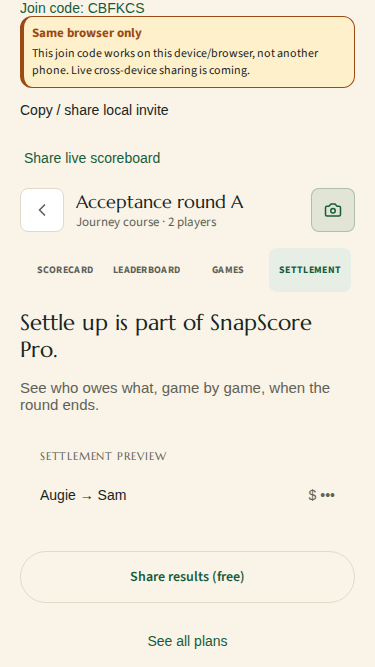 Join code: CBFKCS
Same browser only
This join code works on this device/browser, not another
phone. Live cross-device sharing is coming.
Copy / share local invite
Share live scoreboard
Acceptance round A
Journey course · 2 players
SCORECARD LEADERBOARD GAMES SETTLEMENT
Settle up is part of SnapScore
Pro.
See who owes what, game by game, when the
round ends.
SETTLEMENT PREVIEW
Augie → Sam $ •••
Share results (free)
See all plans